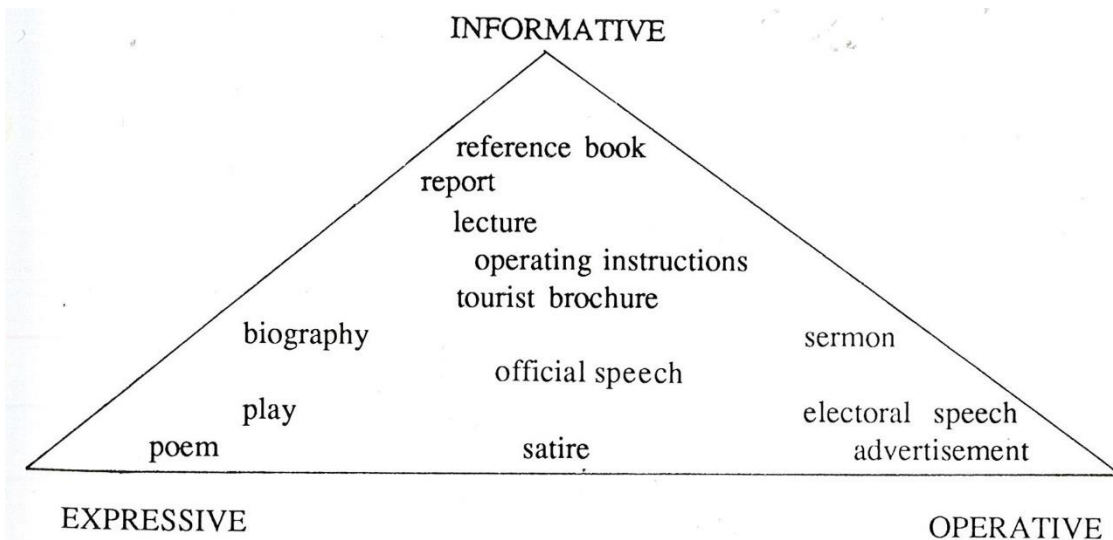 INFORMATIVE
reference book
report
lecture
operating instructions
tourist brochure
biography
sermon
official speech
play
electoral speech
poem
satire
advertisement
EXPRESSIVE
OPERATIVE